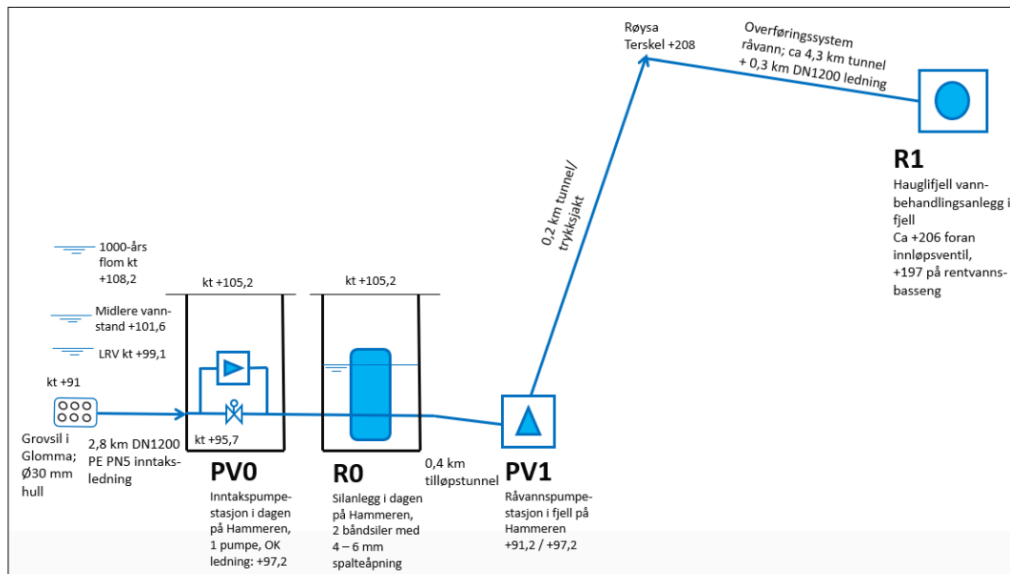 Røysa
Terskel +208
Overføringssystem
råvann; ca 4,3 km tunnel
+ 0,3 km DN1200 ledning
R1
Hauglifjell vann-
behandlingsanlegg i
fjell
Ca +206 foran
innløpsventil,
+197 på rentvanns-
basseng
0,2 km tunnel/
trykksjakt
1000-års
flom kt
+108,2
Midlere vann-
stand +101,6
LRV kt +99,1
kt +91
Grovsil i
Glomma;
Ø30 mm
hull
2,8 km DN1200
PE PN5 inntaks-
ledning
kt +105,2
kt +95,7
PV0
Inntakspumpe-
stasjon i dagen
på Hammeren,
1 pumpe, OK
ledning: +97,2
kt +105,2
R0
Silanlegg i dagen
på Hammeren,
2 båndsiler med
4 – 6 mm
spalteåpning
0,4 km
tilløpstunnel
PV1
Råvannspumpe-
stasjon i fjell på
Hammeren
+91,2 / +97,2